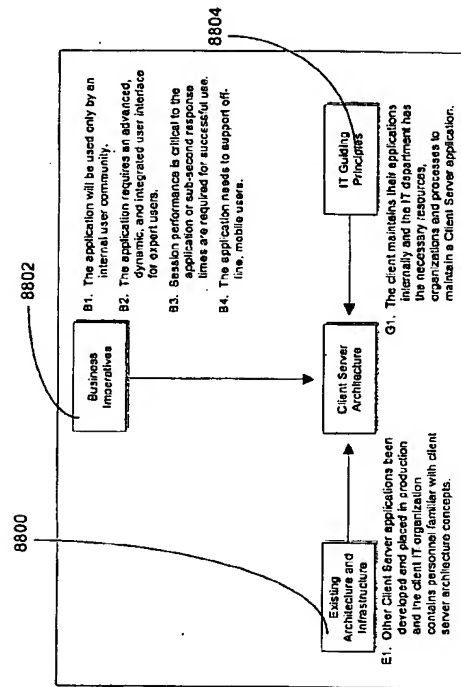 8802
8800
8804
Business
Imperatives
B1. The application will be used only by an
internal user community.
B2. The application requires an advanced,
dynamic, and integrated user interface
for expert users.
B3. Session performance is critical to the
application or sub-second response
times are required for successful use.
B4. The application needs to support off-
line, mobile users.
Existing
Architecture and
Infrastructure
Client Server
Architecture
IT Guiding
Principles
E1. Other Client Server applications been
developed and placed in production
and the client IT organization
contains personnel familiar with client
server architecture concepts.
G1. The client maintains their applications
internally and the IT department has
the necessary resources,
organizations and processes to
maintain a Client Server application.